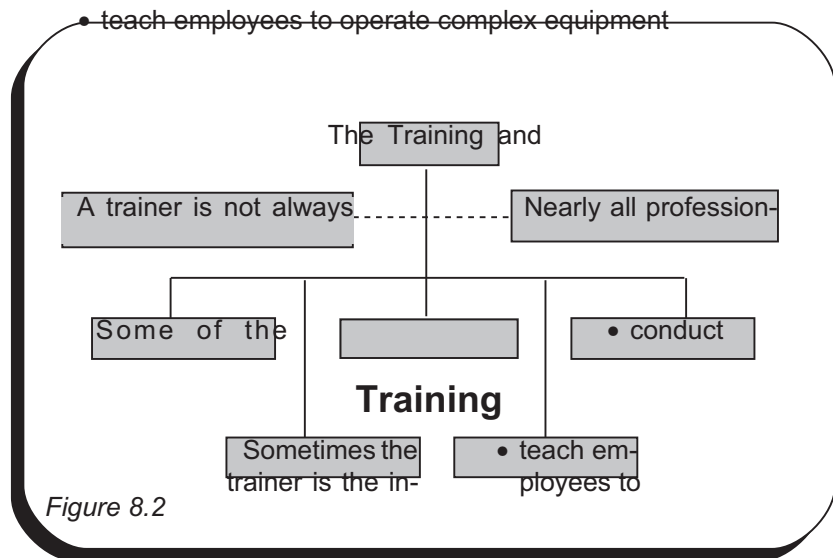 • teach employees to operate complex equipment
The Training and
A trainer is not always
Nearly all profession-
Some of the
• conduct
Training
Sometimes the
trainer is the in-
• teach em-
ployees to
Figure 8.2